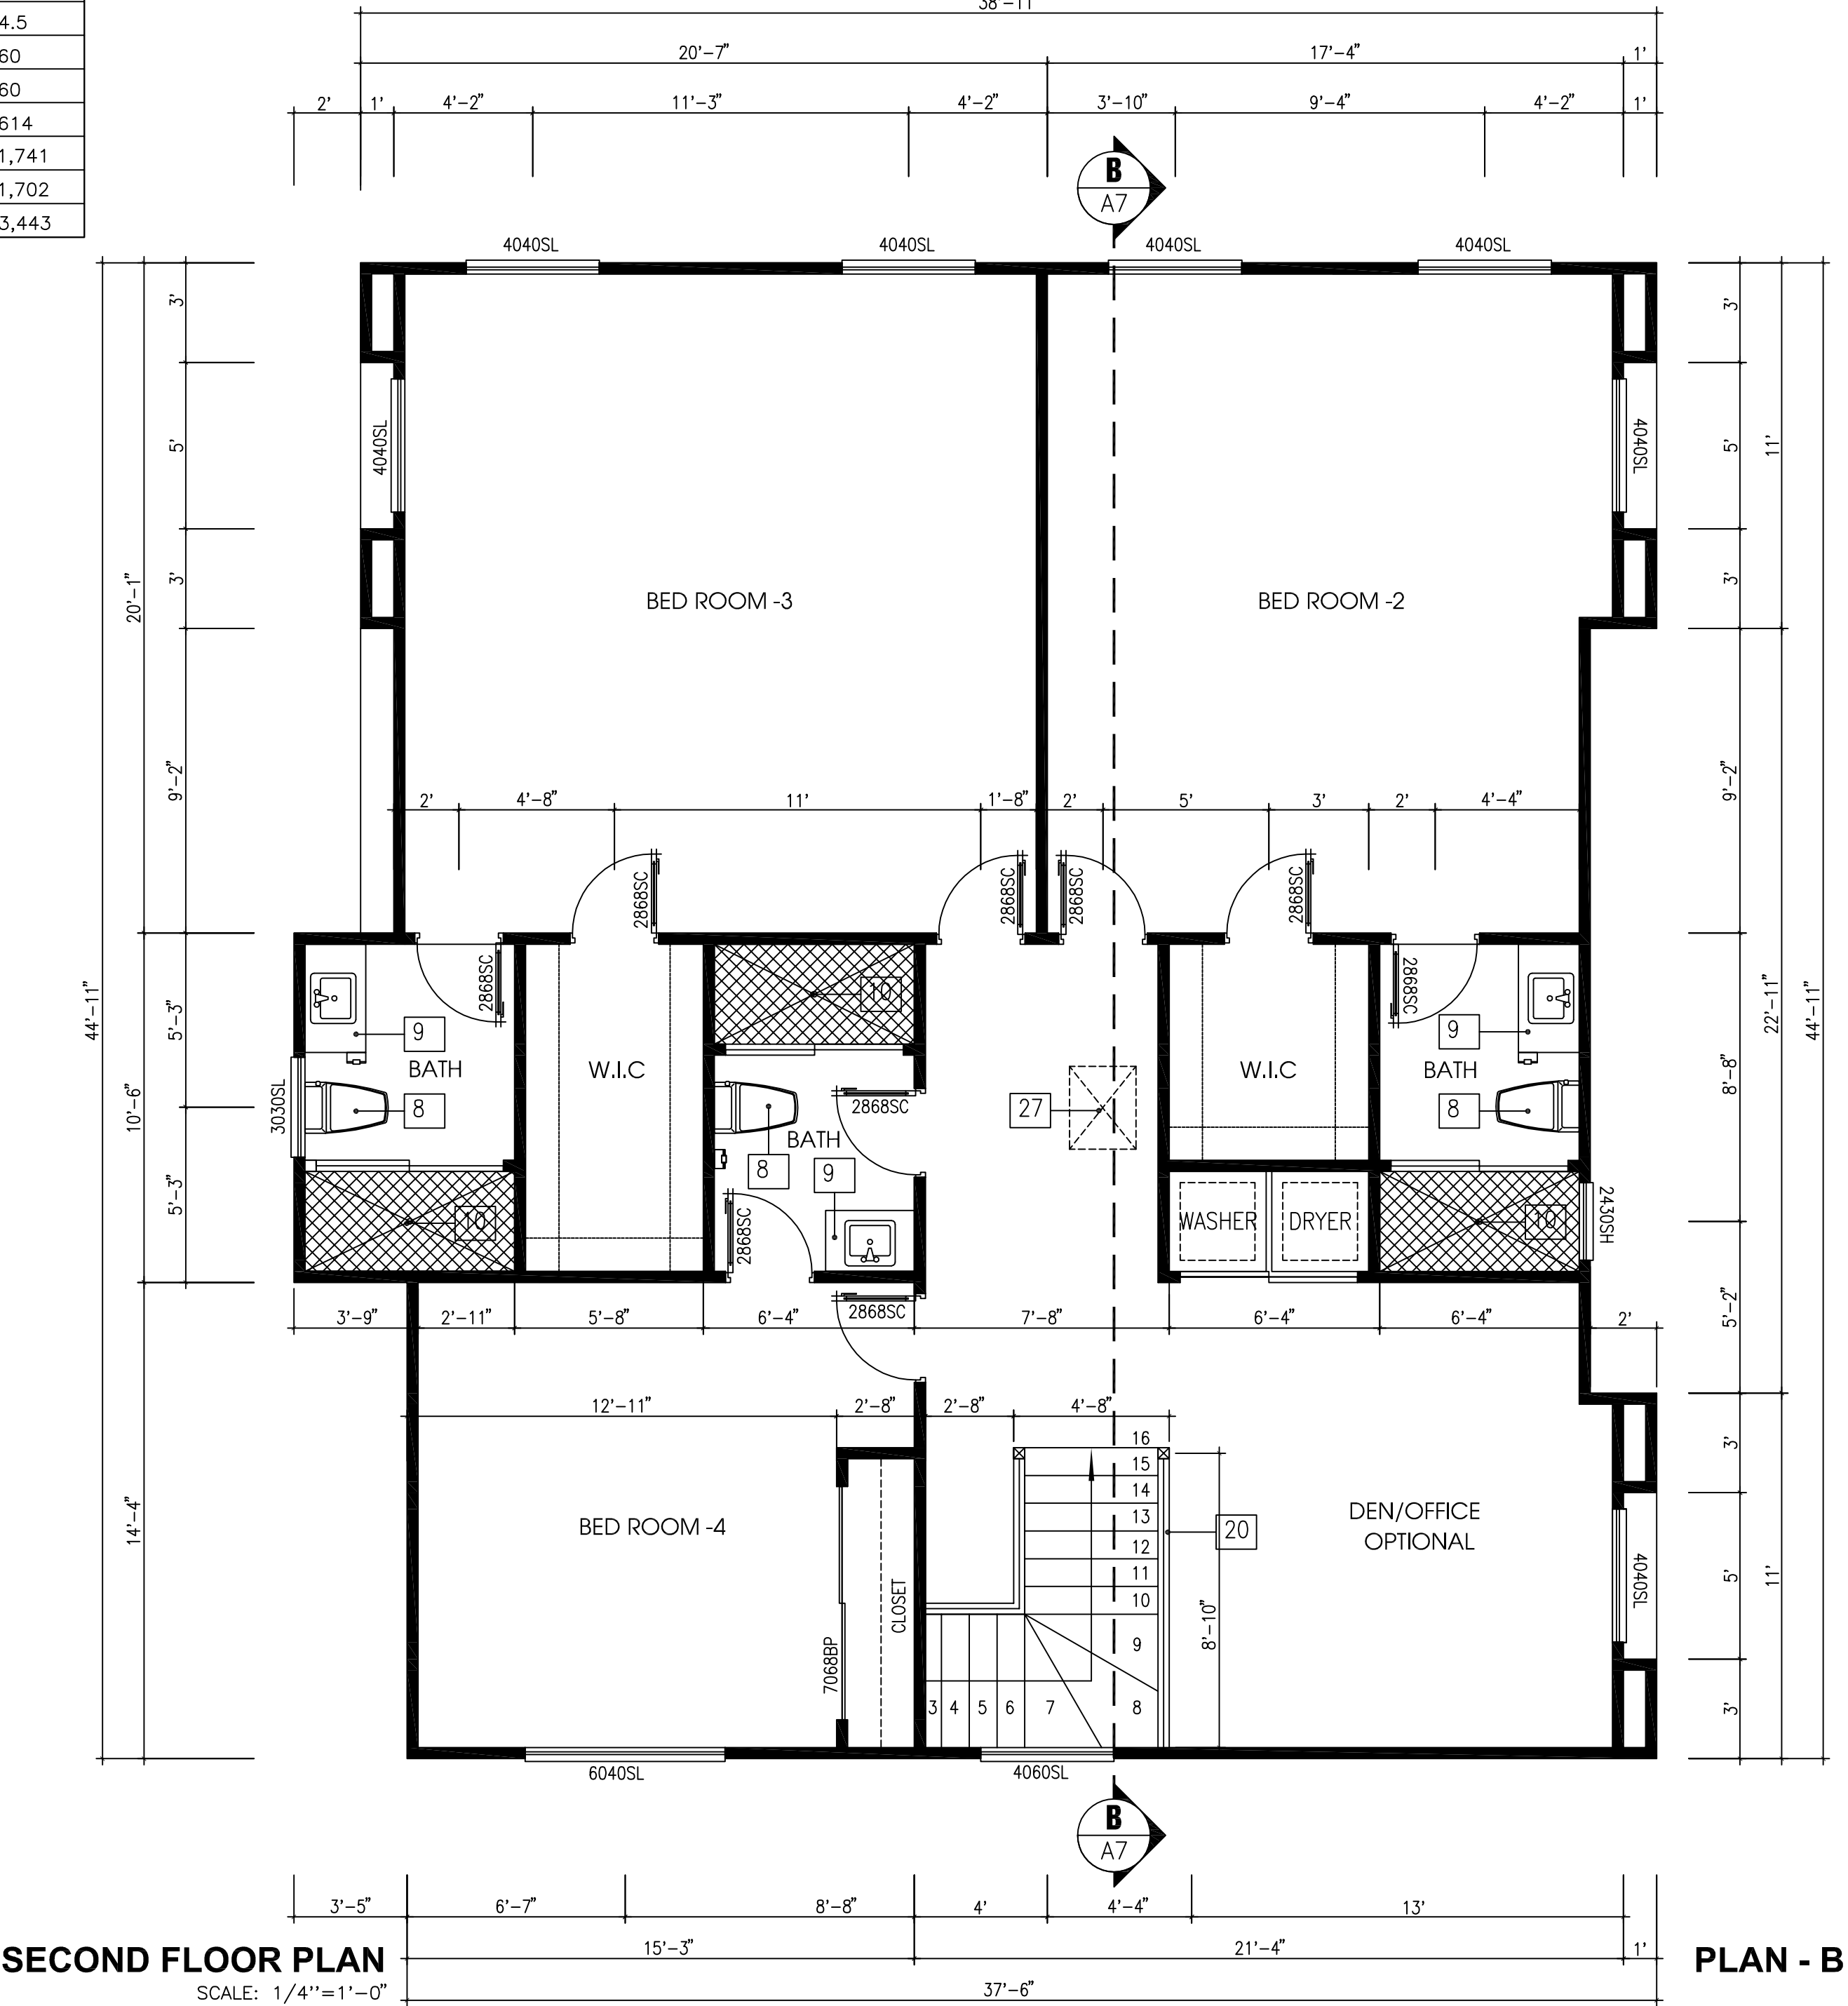 4.5
60
60
614
1,741
1,702
3,443
38'-11"
20'-7" 17'-4" 1'
2' 1' 4'-2" 11'-3" 4'-2" 3'-10" 9'-4" 4'-2" 1'
B
A7
4040SL 4040SL 4040SL 4040SL
3' 3'
5' 4040SL 4040SL 5' 11'
3' 3'
20'-1" BED ROOM -3 BED ROOM -2
9'-2" 9'-2"
2' 4'-8" 11' 1'-8" 2' 5' 3' 2' 4'-4"
2868SC 2868SC 2868SC 2868SC
2868SC 10 2868SC
44'-11" 5'-3" 9 9 22'-11" 44'-11"
BATH W.I.C W.I.C BATH 8'-8"
10'-6" 3030SL 8 2868SC 27 8
BATH
8 9
5'-3" 10 2868SC WASHER DRYER 10 2430SH
2868SC
3'-9" 2'-11" 5'-8" 6'-4" 7'-8" 6'-4" 6'-4" 2' 5'-2"
12'-11" 2'-8" 2'-8" 4'-8"
16
15 3'
14
13
12
11
10
9
14'-4" BED ROOM -4 20 DEN/OFFICE
OPTIONAL
CLOSET 8'-10" 4040SL 5' 11'
7068BP 3 4 5 6 7 8 3'
6040SL 4060SL
B
A7
3'-5" 6'-7" 8'-8" 4' 4'-4" 13'
15'-3" 21'-4" 1'
37'-6"
SECOND FLOOR PLAN
SCALE: 1/4''=1'-0"
PLAN - B